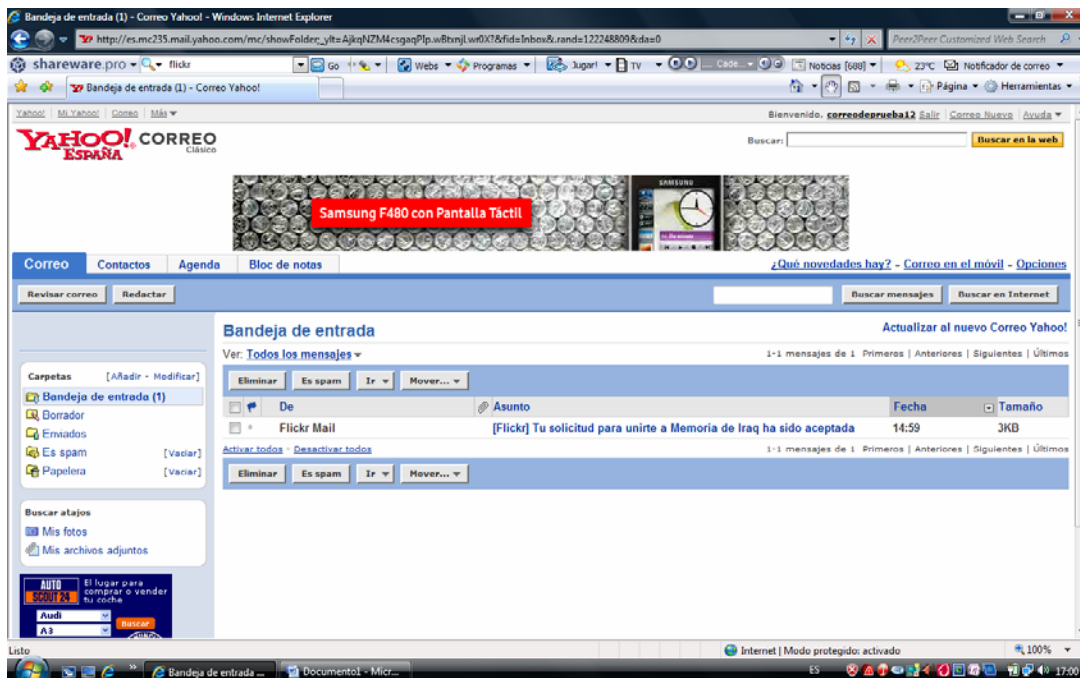 Bandeja de entrada (1) - Correo Yahoo! - Windows Internet Explorer
http://es.mc235.mail.yahoo.com/mc/showFolder;_ylt=AjkqNZM4csgaqPIp.wBtxnjLwr0X?&fid=Inbox&.rand=122248809&da=0
Peer2Peer Customized Web Search
shareware.pro flickr Go Webs Programas Jugar! TV Cade... Noticias [688] 23°C Notificador de correo
Bandeja de entrada (1) - Correo Yahoo! Página Herramientas
Yahoo! Mi Yahoo! Correo Más Bienvenido, correodeprueba12 Salir Correo Nuevo Ayuda
YAHOO! CORREO
ESPAÑA Clásico
Buscar: Buscar en la web
SAMSUNG
Samsung F480 con Pantalla Táctil
Correo Contactos Agenda Bloc de notas ¿Qué novedades hay? - Correo en el móvil - Opciones
Revisar correo Redactar Buscar mensajes Buscar en Internet
Bandeja de entrada Actualizar al nuevo Correo Yahoo!
Ver: Todos los mensajes 1-1 mensajes de 1 Primeros | Anteriores | Siguientes | Últimos
Carpetas [Añadir - Modificar]
Bandeja de entrada (1)
Borrador
Enviados
Es spam [Vaciar]
Papelera [Vaciar]
Eliminar Es spam Ir Mover...
De Asunto Fecha Tamaño
Flickr Mail [Flickr] Tu solicitud para unirte a Memoria de Iraq ha sido aceptada 14:59 3KB
Activar todos - Desactivar todos 1-1 mensajes de 1 Primeros | Anteriores | Siguientes | Últimos
Eliminar Es spam Ir Mover...
Buscar atajos
Mis fotos
Mis archivos adjuntos
AUTO
SCOUT 24
El lugar para
comprar o vender
tu coche
Audi
A3
Buscar
Listo Internet | Modo protegido: activado 100%
Bandeja de entrada ... Documento1 - Micr... ES 17:00